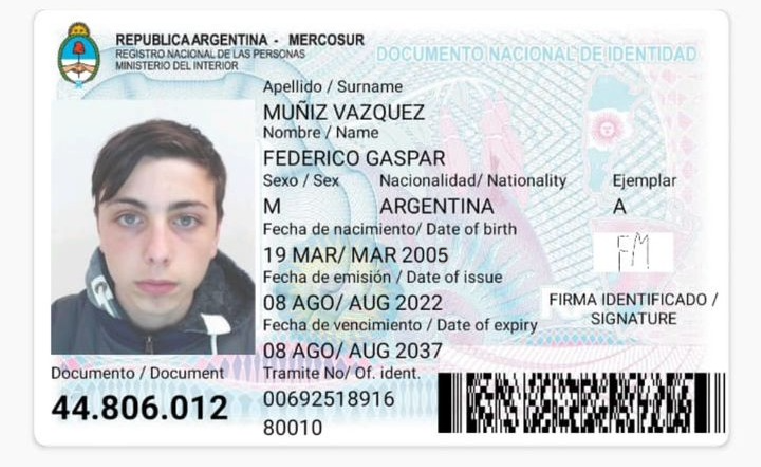 REPUBLICA ARGENTINA - MERCOSUR
REGISTRO NACIONAL DE LAS PERSONAS
MINISTERIO DEL INTERIOR
DOCUMENTO NACIONAL DE IDENTIDAD
Apellido / Surname
MUÑIZ VAZQUEZ
Nombre / Name
FEDERICO GASPAR
Sexo / Sex Nacionalidad/ Nationality Ejemplar
M ARGENTINA A
Fecha de nacimiento/ Date of birth
19 MAR/ MAR 2005
Fecha de emisión / Date of issue
08 AGO/ AUG 2022
FM
Fecha de vencimiento / Date of expiry
08 AGO/ AUG 2037
FIRMA IDENTIFICADO /
SIGNATURE
Documento / Document
44.806.012
Tramite No/ Of. ident.
00692518916
80010